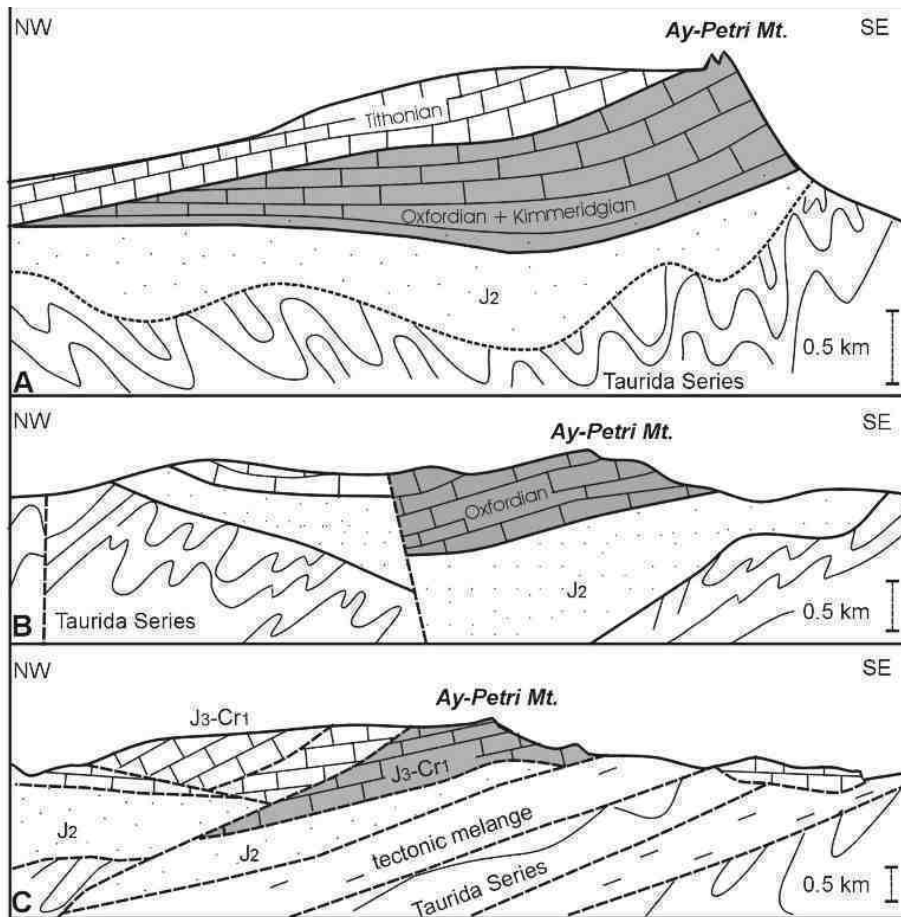 NW
Ay-Petri Mt.
SE
Tithonian
Oxfordian + Kimmeridgian
J2
0.5 km
A
Taurida Series
NW
Ay-Petri Mt.
SE
Oxfordian
J2
0.5 km
B
Taurida Series
NW
Ay-Petri Mt.
SE
J3-Cr1
J3-Cr1
J2
J2
tectonic melange
Taurida Series
0.5 km
C